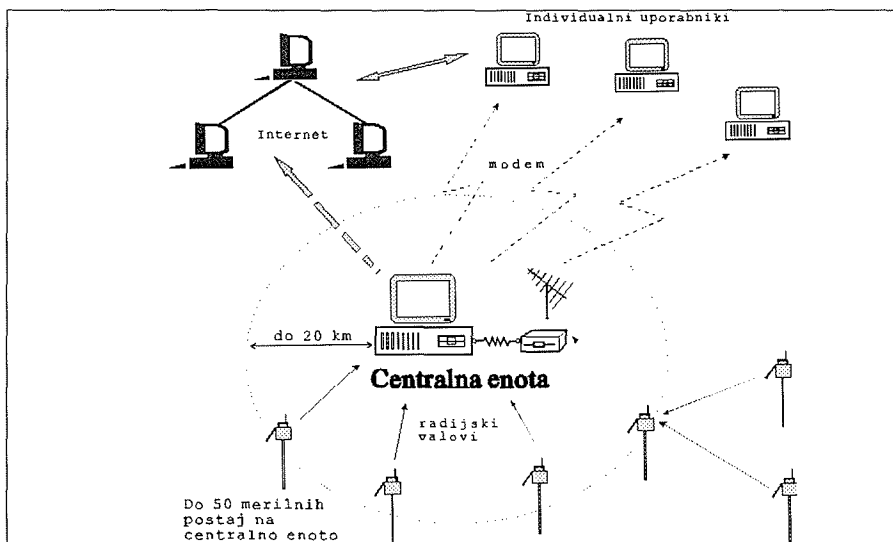 Individualni uporabniki
Internet
modem
do 20 km
Centralna enota
radijski
valovi
Do 50 merilnih
postaj na
centralno enoto